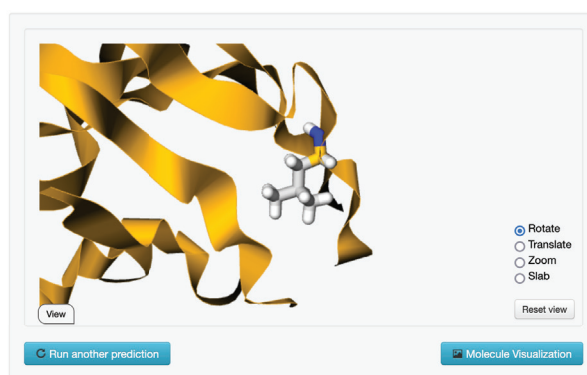 Rotate
Translate
Zoom
Slab
View
Reset view
Run another prediction
Molecule Visualization